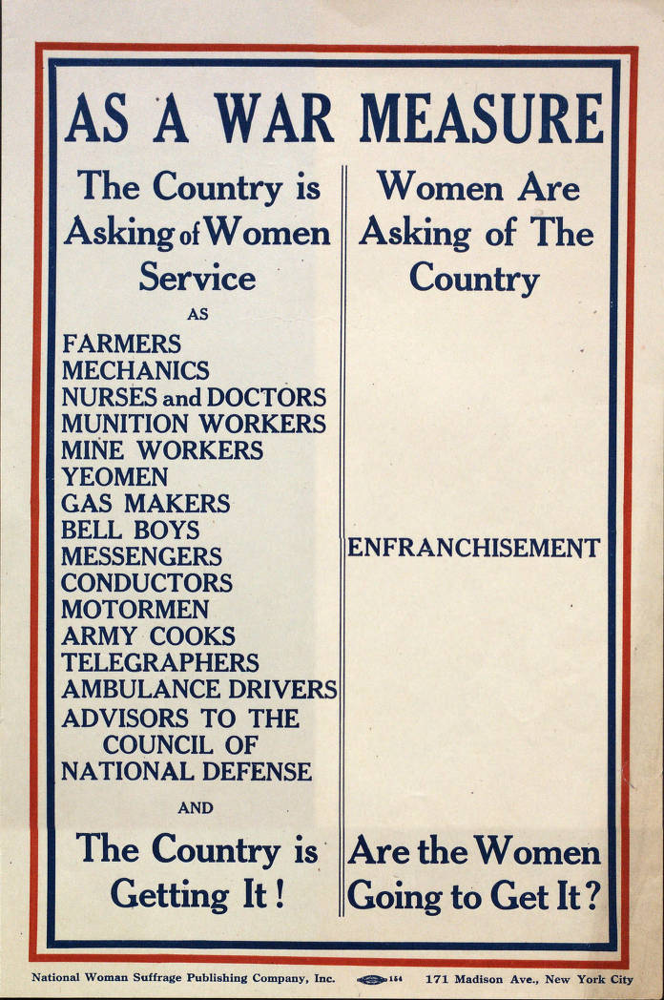 AS A WAR MEASURE
The Country is
Asking of Women
Service
AS
FARMERS
MECHANICS
NURSES and DOCTORS
MUNITION WORKERS
MINE WORKERS
YEOMEN
GAS MAKERS
BELL BOYS
MESSENGERS
CONDUCTORS
MOTORMEN
ARMY COOKS
TELEGRAPHERS
AMBULANCE DRIVERS
ADVISORS TO THE
COUNCIL OF
NATIONAL DEFENSE
AND
The Country is
Getting It!
Women Are
Asking of The
Country
ENFRANCHISEMENT
Are the Women
Going to Get It?
National Woman Suffrage Publishing Company, Inc. 154 171 Madison Ave., New York City